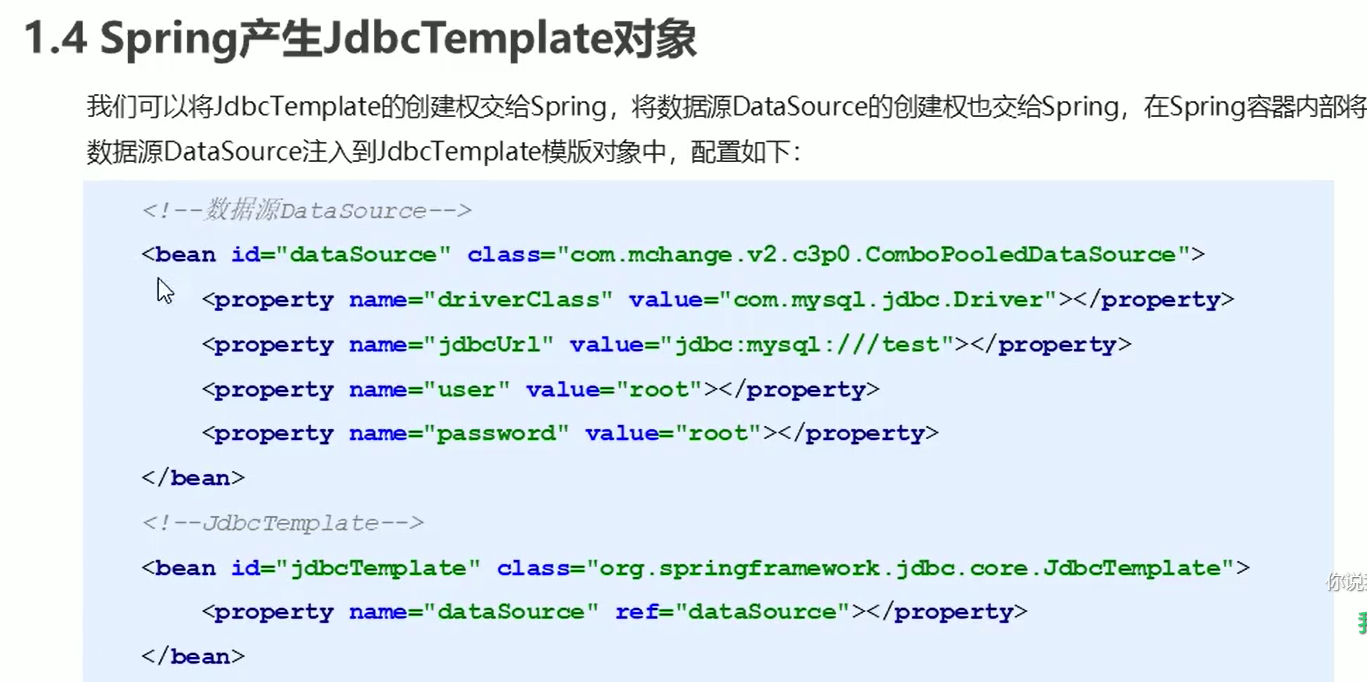 1.4 Spring产生JdbcTemplate对象
我们可以将JdbcTemplate的创建权交给Spring，将数据源DataSource的创建权也交给Spring，在Spring容器内部将
数据源DataSource注入到JdbcTemplate模版对象中，配置如下：
<!--数据源DataSource-->
<bean id="dataSource" class="com.mchange.v2.c3p0.ComboPooledDataSource">
<property name="driverClass" value="com.mysql.jdbc.Driver"></property>
<property name="jdbcUrl" value="jdbc:mysql:///test"></property>
<property name="user" value="root"></property>
<property name="password" value="root"></property>
</bean>
<!--JdbcTemplate-->
<bean id="jdbcTemplate" class="org.springframework.jdbc.core.JdbcTemplate">
你说
<property name="dataSource" ref="dataSource"></property>
</bean>